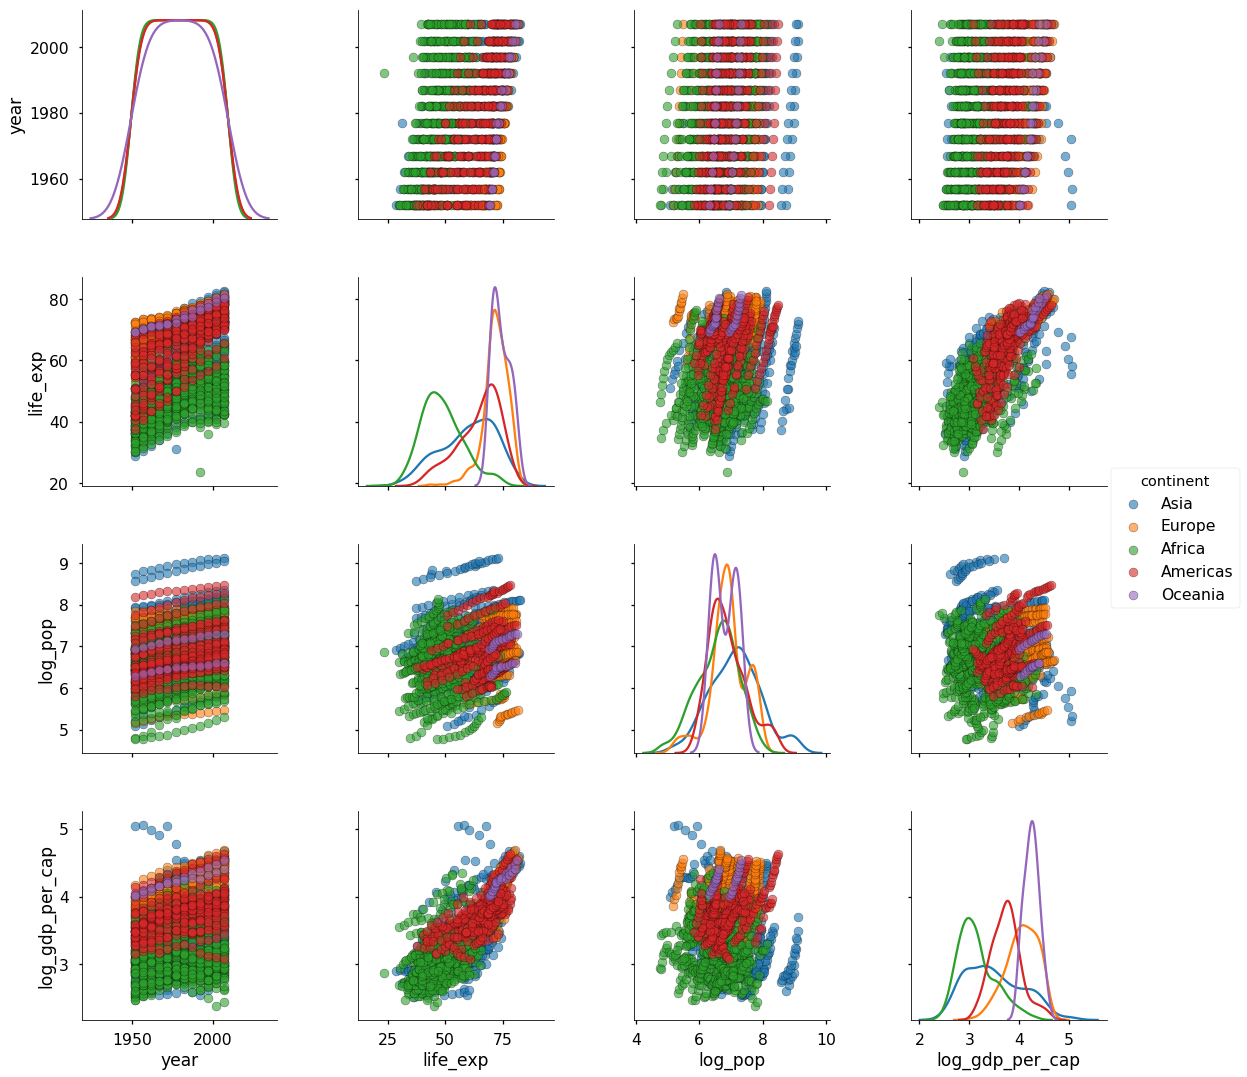 2000
1980
1960
year
80
60
40
20
life_exp
continent
Asia
Europe
Africa
Americas
Oceania
9
8
7
6
5
log_pop
5
4
3
log_gdp_per_cap
1950 2000
year
25 50 75
life_exp
4 6 8 10
log_pop
2 3 4 5
log_gdp_per_cap